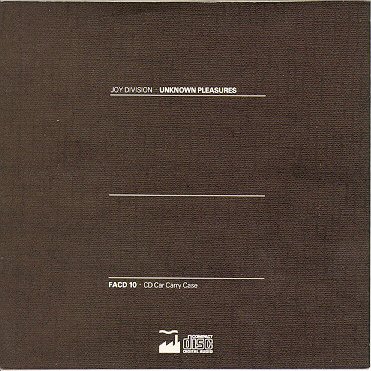 JOY DIVISION · UNKNOWN PLEASURES
FACD 10 · CD Car Carry Case
COMPACT
disc
DIGITAL AUDIO